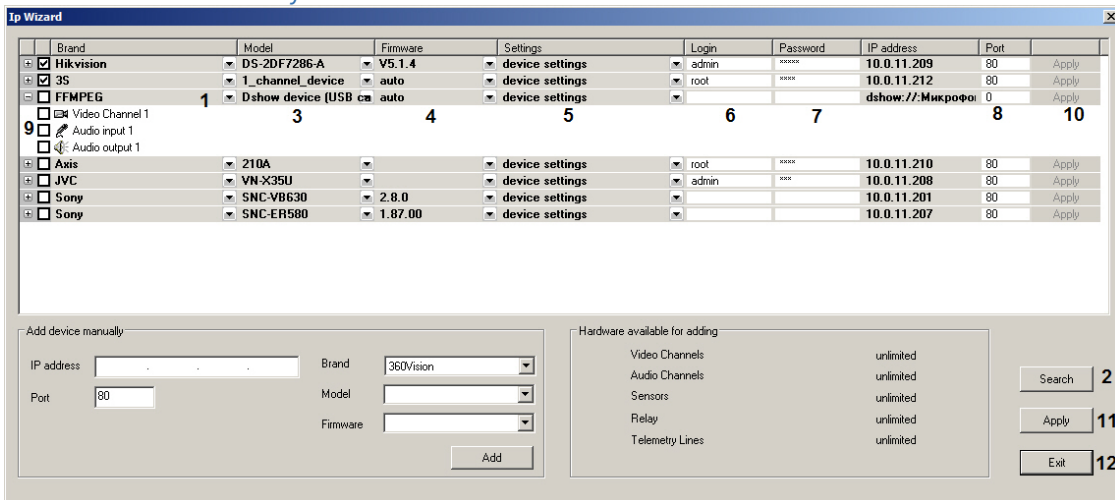 Ip Wizard
Brand Model Firmware Settings Login Password IP address Port
Hikvision DS-2DF7286-A V5.1.4 device settings admin ***** 10.0.11.209 80 Apply
3S 1_channel_device auto device settings root **** 10.0.11.212 80 Apply
FFMPEG 1 Dshow device (USB ca auto device settings dshow://:Микрофон 0 Apply
Video Channel 1 3 4 5 6 7 8 10
9 Audio input 1
Audio output 1
Axis 210A device settings root **** 10.0.11.210 80 Apply
JVC VN-X35U device settings admin *** 10.0.11.208 80 Apply
Sony SNC-VB630 2.8.0 device settings 10.0.11.201 80 Apply
Sony SNC-ER580 1.87.00 device settings 10.0.11.207 80 Apply
Add device manually
IP address . . .
Port 80
Brand 360Vision
Model
Firmware
Add
Hardware available for adding
Video Channels unlimited
Audio Channels unlimited
Sensors unlimited
Relay unlimited
Telemetry Lines unlimited
Search 2
Apply 11
Exit 12